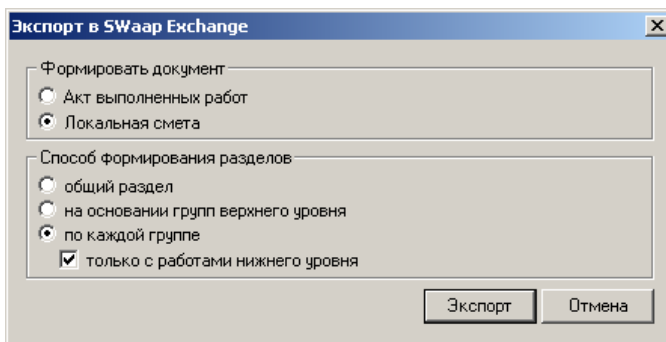 Экспорт в SWaap Exchange
Формировать документ
Акт выполненных работ
Локальная смета
Способ формирования разделов
общий раздел
на основании групп верхнего уровня
по каждой группе
только с работами нижнего уровня
Экспорт Отмена